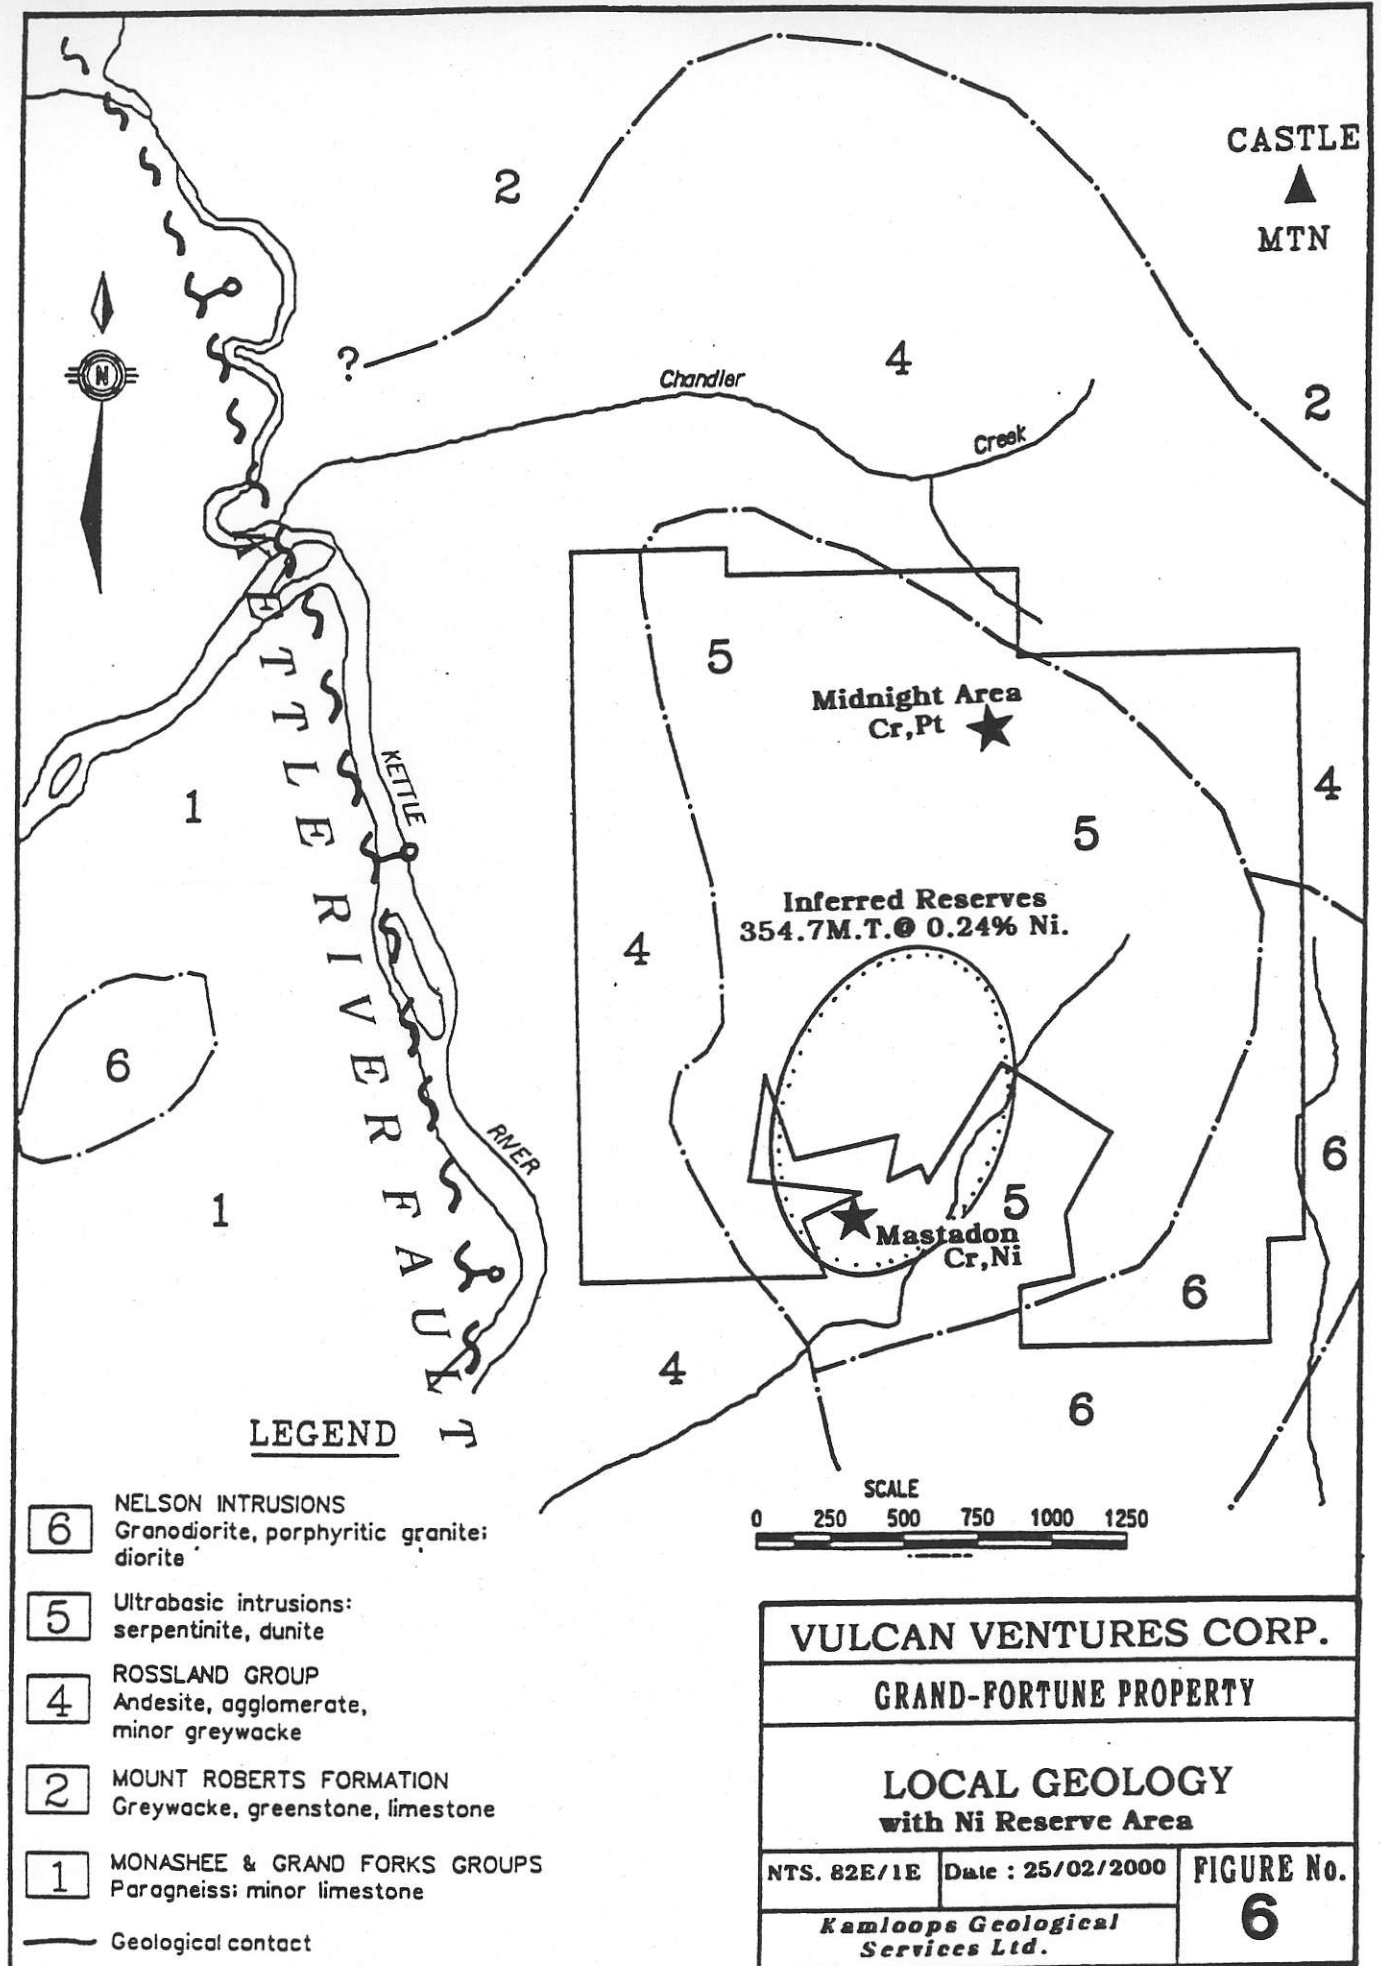 CASTLE
MTN
2
N
?
4
Chandler
Creek
2
5
Midnight Area
Cr,Pt
KETTLE
1
4
5
Inferred Reserves
354.7M.T.@ 0.24% Ni.
4
6
RIVER
6
1
5
Mastadon
Cr,Ni
6
4
6
KETTLE RIVER FAULT
LEGEND
6 NELSON INTRUSIONS
Granodiorite, porphyritic granite;
diorite
5 Ultrabasic intrusions:
serpentinite, dunite
4 ROSSLAND GROUP
Andesite, agglomerate,
minor greywacke
2 MOUNT ROBERTS FORMATION
Greywacke, greenstone, limestone
1 MONASHEE & GRAND FORKS GROUPS
Paragneiss; minor limestone
Geological contact
SCALE
0 250 500 750 1000 1250
VULCAN VENTURES CORP.
GRAND-FORTUNE PROPERTY
LOCAL GEOLOGY
with Ni Reserve Area
NTS. 82E/1E Date : 25/02/2000
FIGURE No.
6
Kamloops Geological
Services Ltd.